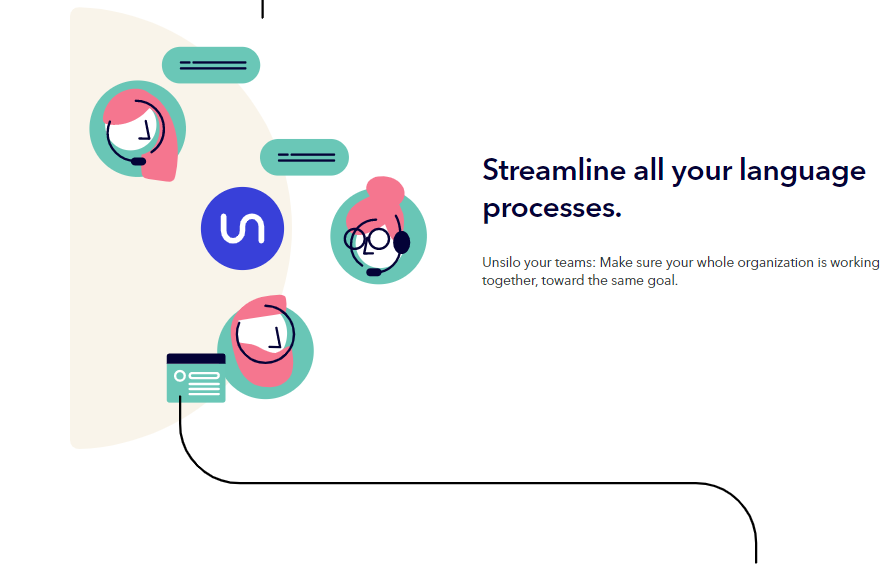 un
Streamline all your language
processes.
Unsilo your teams: Make sure your whole organization is working
together, toward the same goal.